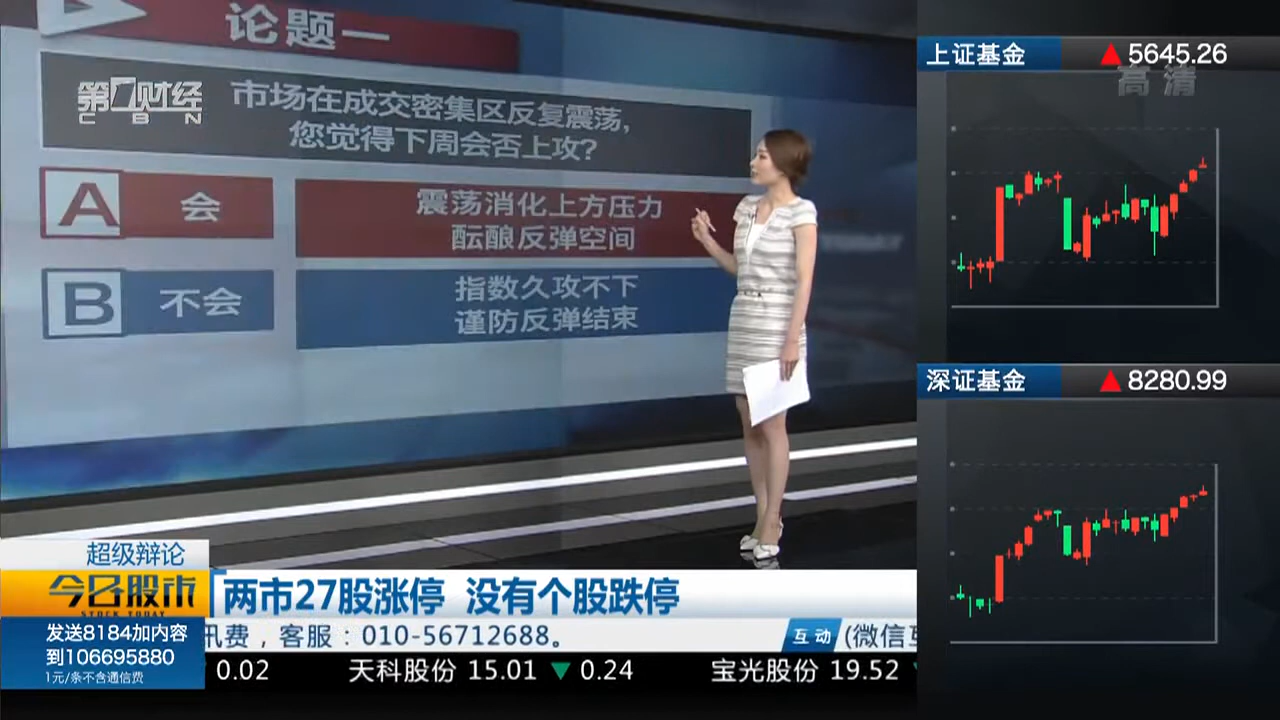 论题一
第一财经
CBN
市场在成交密集区反复震荡，
您觉得下周会否上攻？
A 会
震荡消化上方压力
酝酿反弹空间
B 不会
指数久攻不下
谨防反弹结束
TODAY
上证基金 ▲5645.26
高清
深证基金 ▲8280.99
超级辩论
今日股市
STOCK TODAY
两市27股涨停 没有个股跌停
发送8184加内容
到106695880
1元/条不含通信费
讯费，客服：010-56712688。 互动 (微信互
0.02 天科股份 15.01 ▼ 0.24 宝光股份 19.52